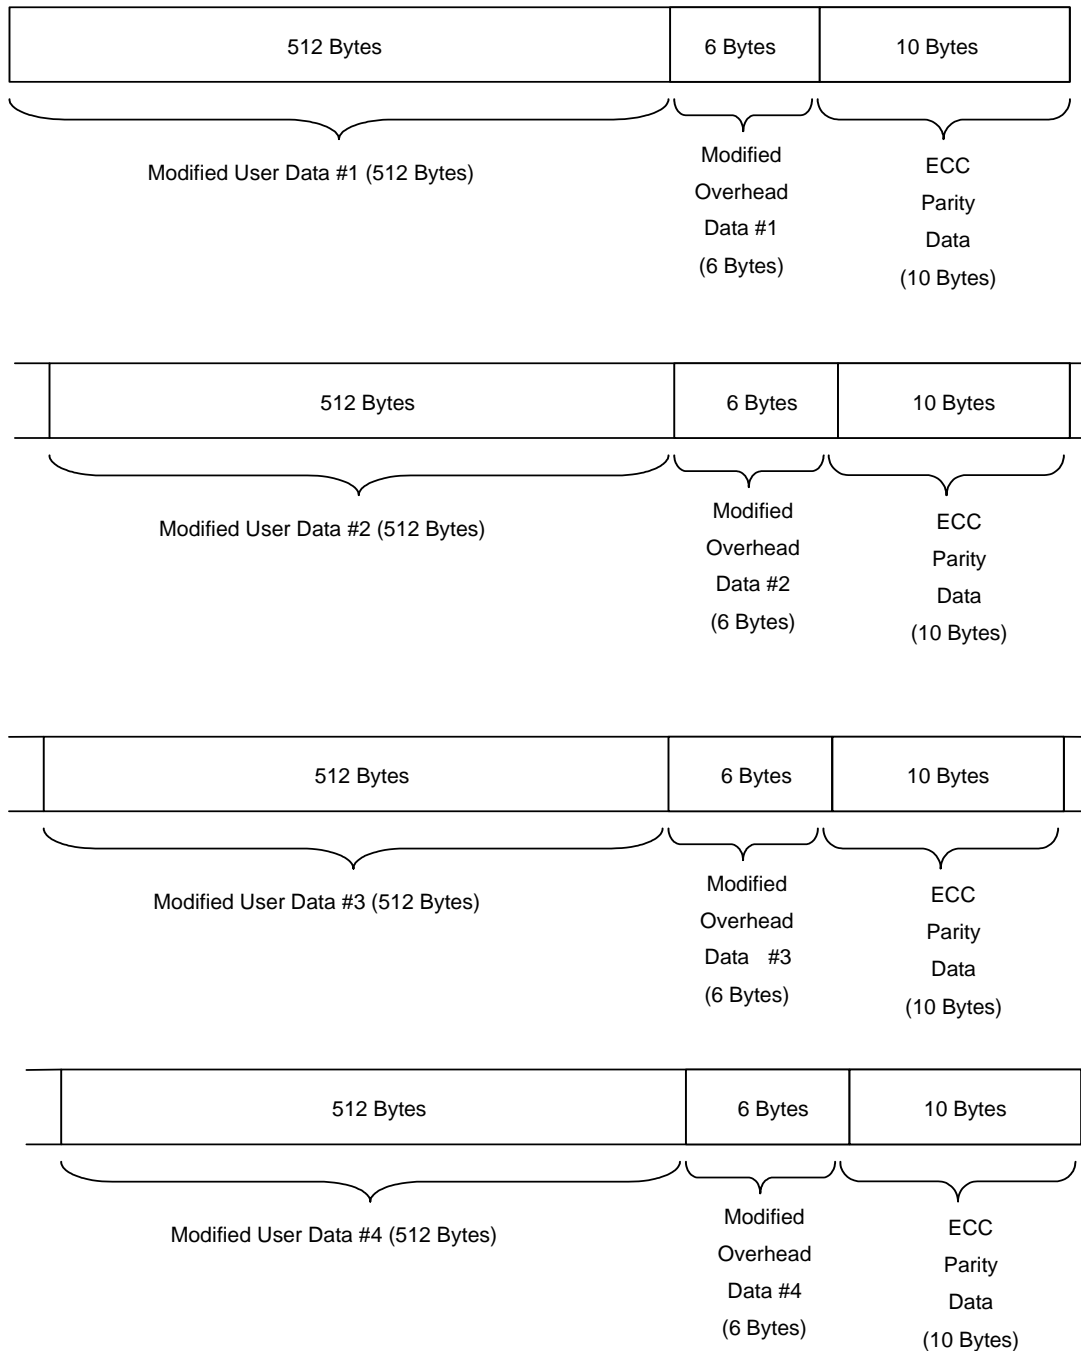 512 Bytes
6 Bytes
10 Bytes
Modified User Data #1 (512 Bytes)
Modified
Overhead
Data #1
(6 Bytes)
ECC
Parity
Data
(10 Bytes)
512 Bytes
6 Bytes
10 Bytes
Modified User Data #2 (512 Bytes)
Modified
Overhead
Data #2
(6 Bytes)
ECC
Parity
Data
(10 Bytes)
512 Bytes
6 Bytes
10 Bytes
Modified User Data #3 (512 Bytes)
Modified
Overhead
Data #3
(6 Bytes)
ECC
Parity
Data
(10 Bytes)
512 Bytes
6 Bytes
10 Bytes
Modified User Data #4 (512 Bytes)
Modified
Overhead
Data #4
(6 Bytes)
ECC
Parity
Data
(10 Bytes)